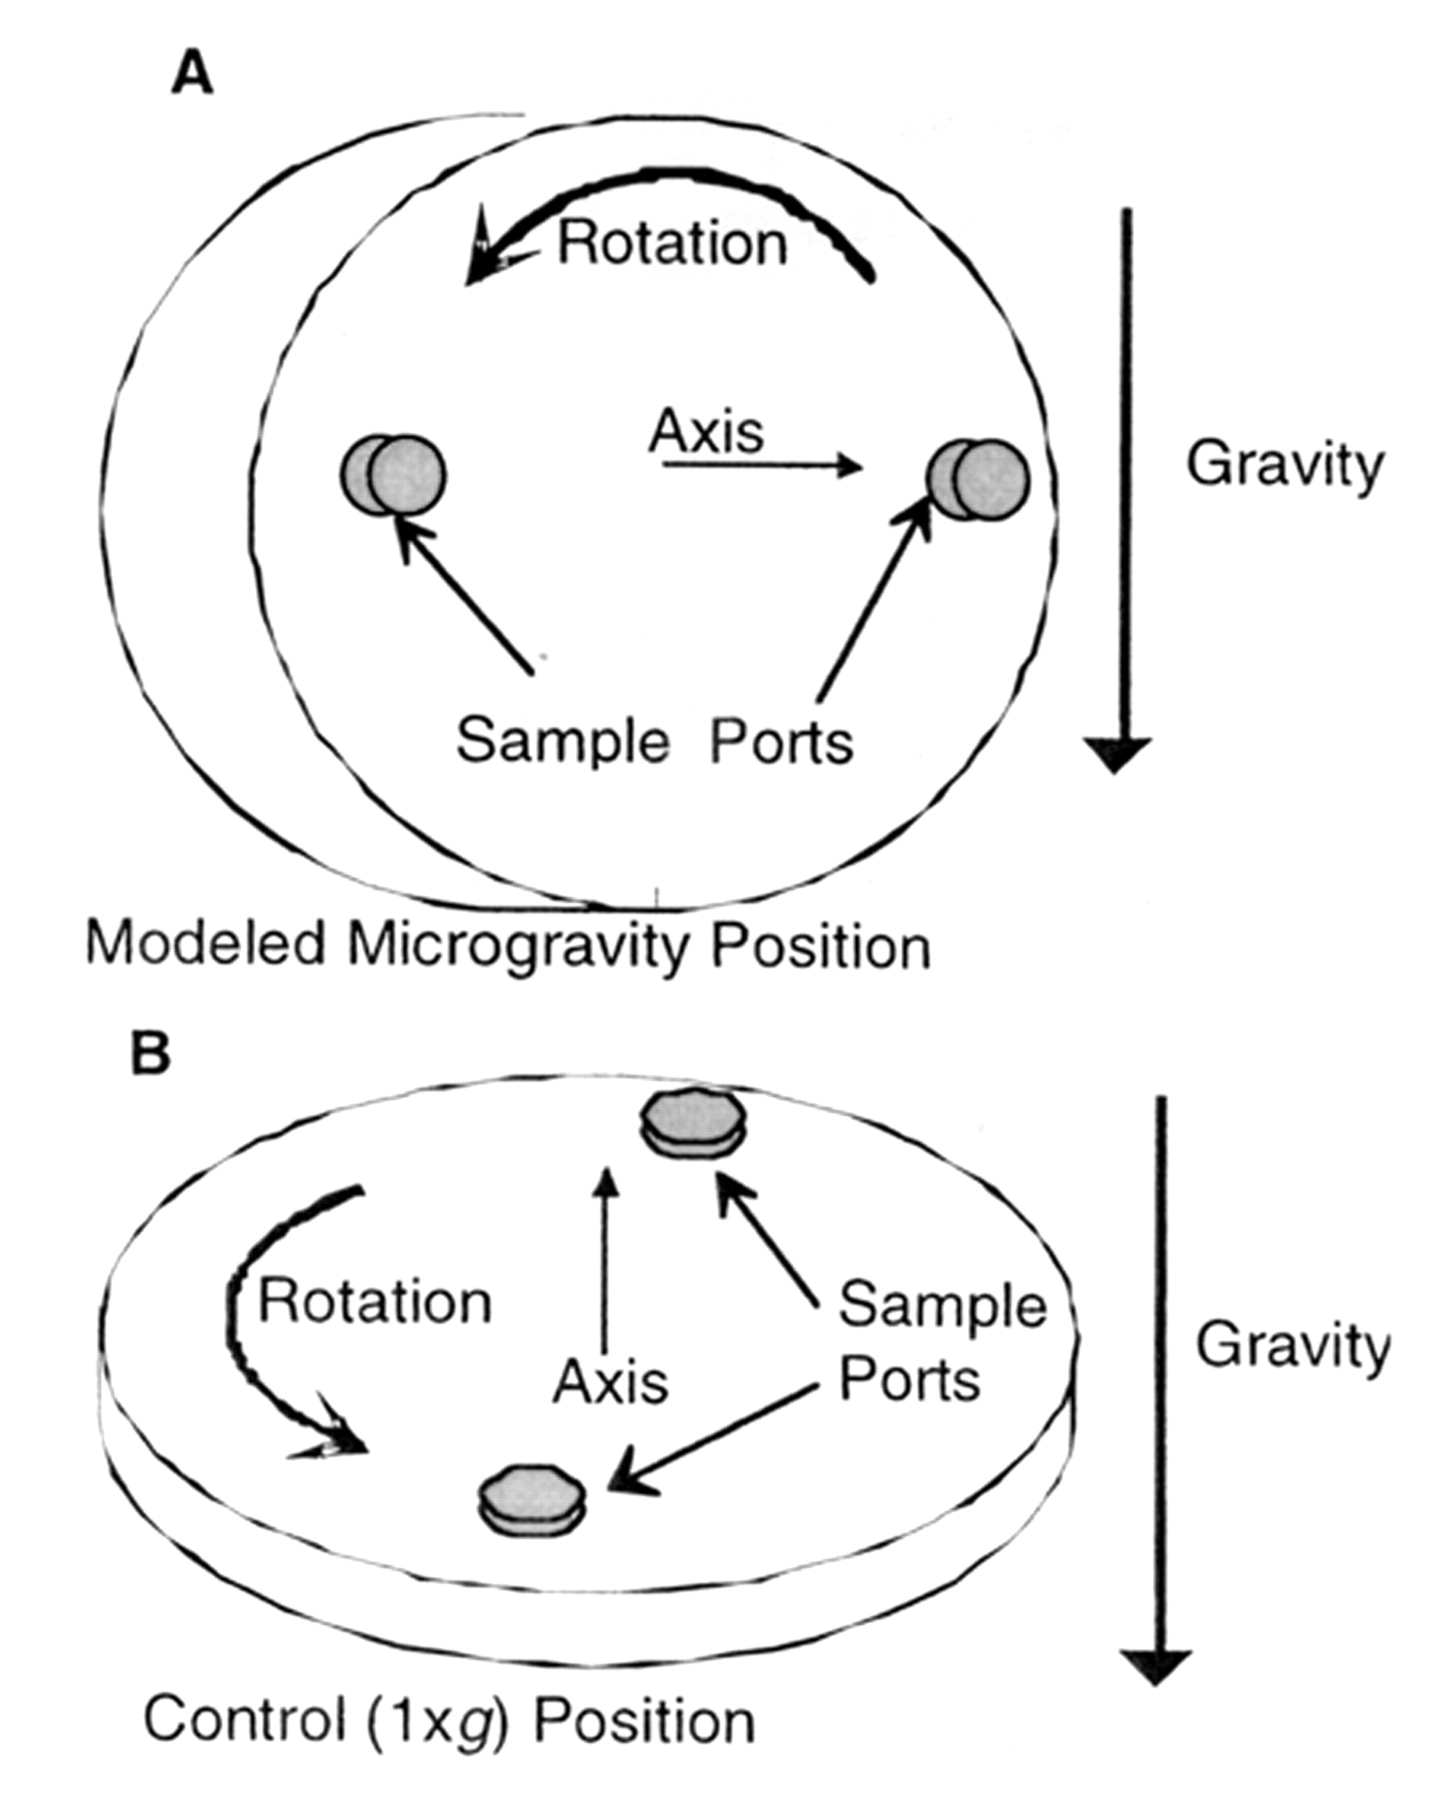 A
Rotation
Axis
Gravity
Sample Ports
Modeled Microgravity Position
B
Rotation
Sample
Ports
Axis
Gravity
Control (1xg) Position